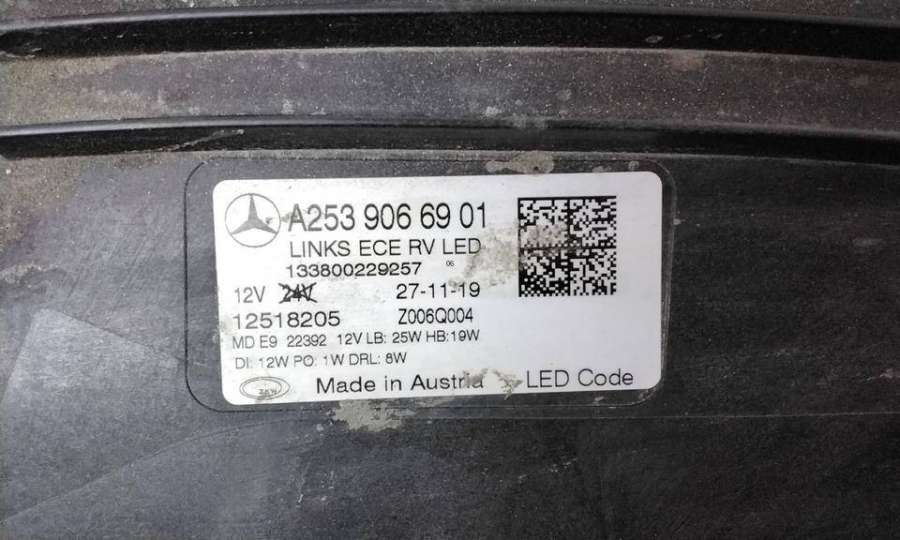 A253 906 69 01
LINKS ECE RV LED
133800229257 06
12V 24V 27-11-19
12518205 Z006Q004
MD E9 22392 12V LB: 25W HB:19W
DI: 12W PO: 1W DRL: 8W
Made in Austria LED Code